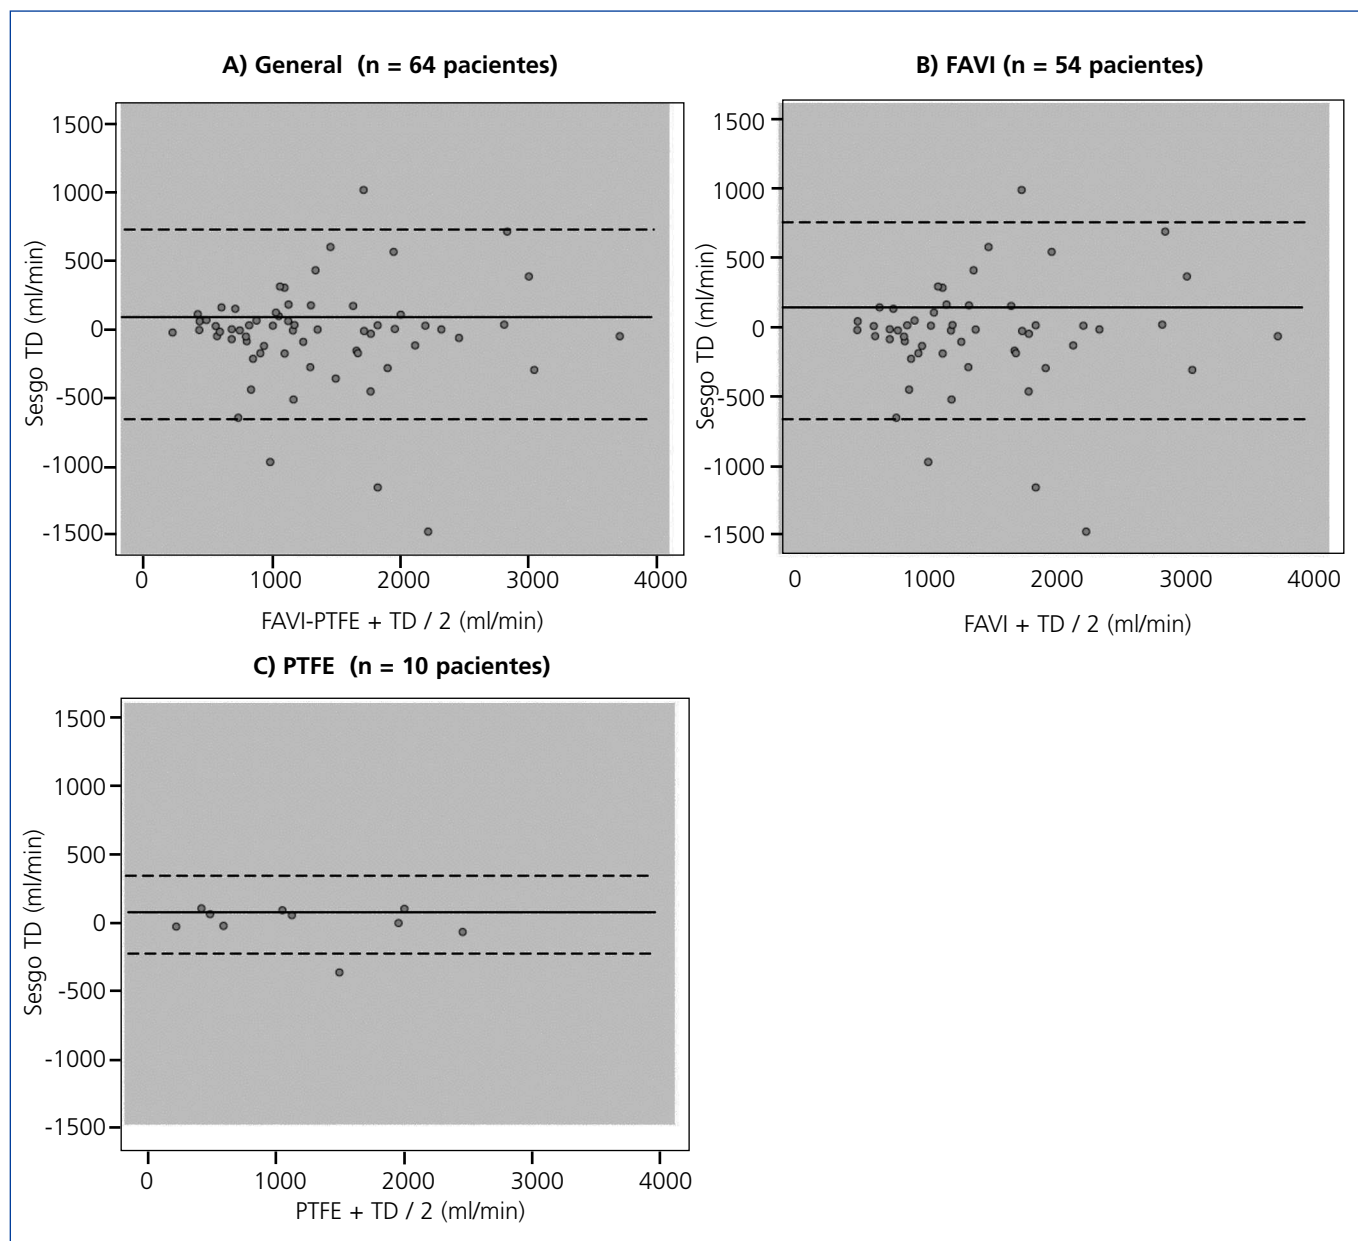 A) General (n = 64 pacientes)
1500
1000
500
0
-500
-1000
-1500
Sesgo TD (ml/min)
0 1000 2000 3000 4000
FAVI-PTFE + TD / 2 (ml/min)
B) FAVI (n = 54 pacientes)
1500
1000
500
0
-500
-1000
-1500
Sesgo TD (ml/min)
0 1000 2000 3000 4000
FAVI + TD / 2 (ml/min)
C) PTFE (n = 10 pacientes)
1500
1000
500
0
-500
-1000
-1500
Sesgo TD (ml/min)
0 1000 2000 3000 4000
PTFE + TD / 2 (ml/min)